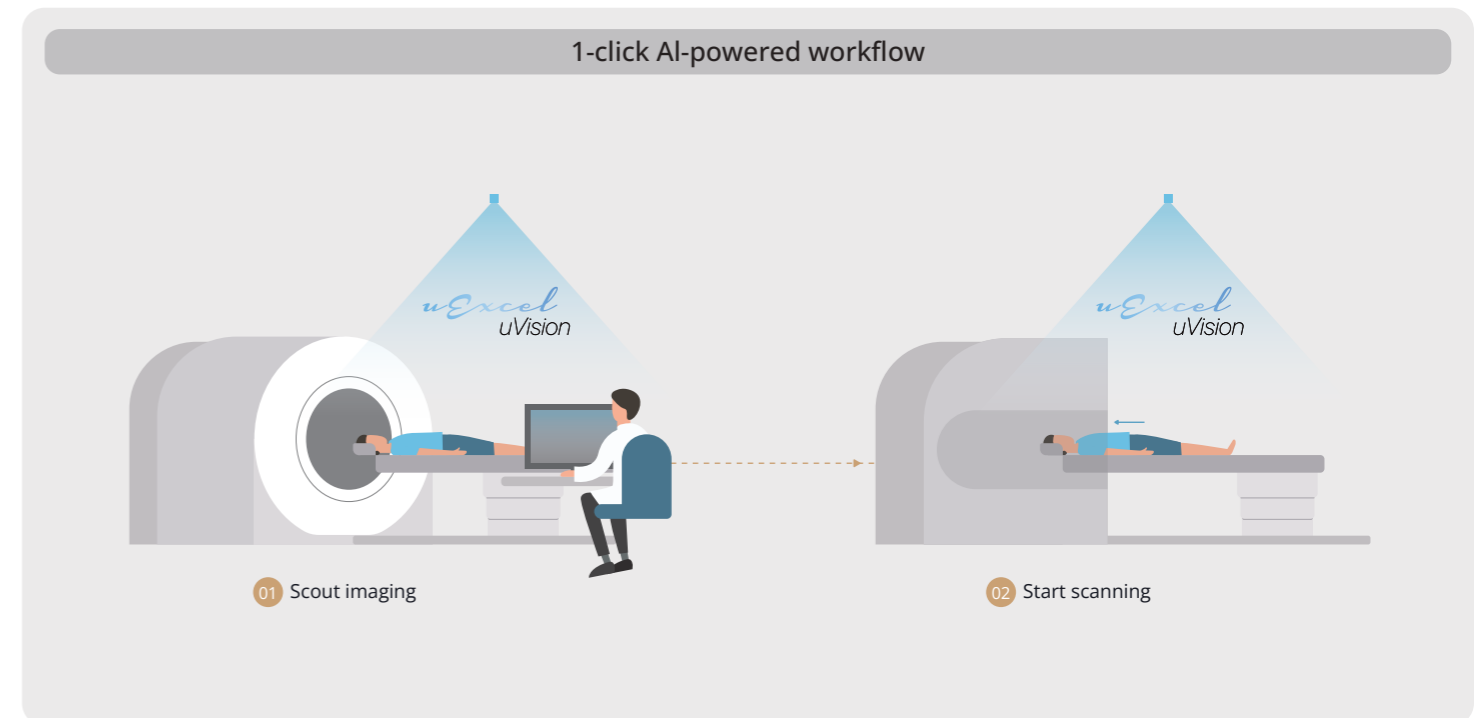 1-click AI-powered workflow
uExcel
uVision
uExcel
uVision
01 Scout imaging
02 Start scanning